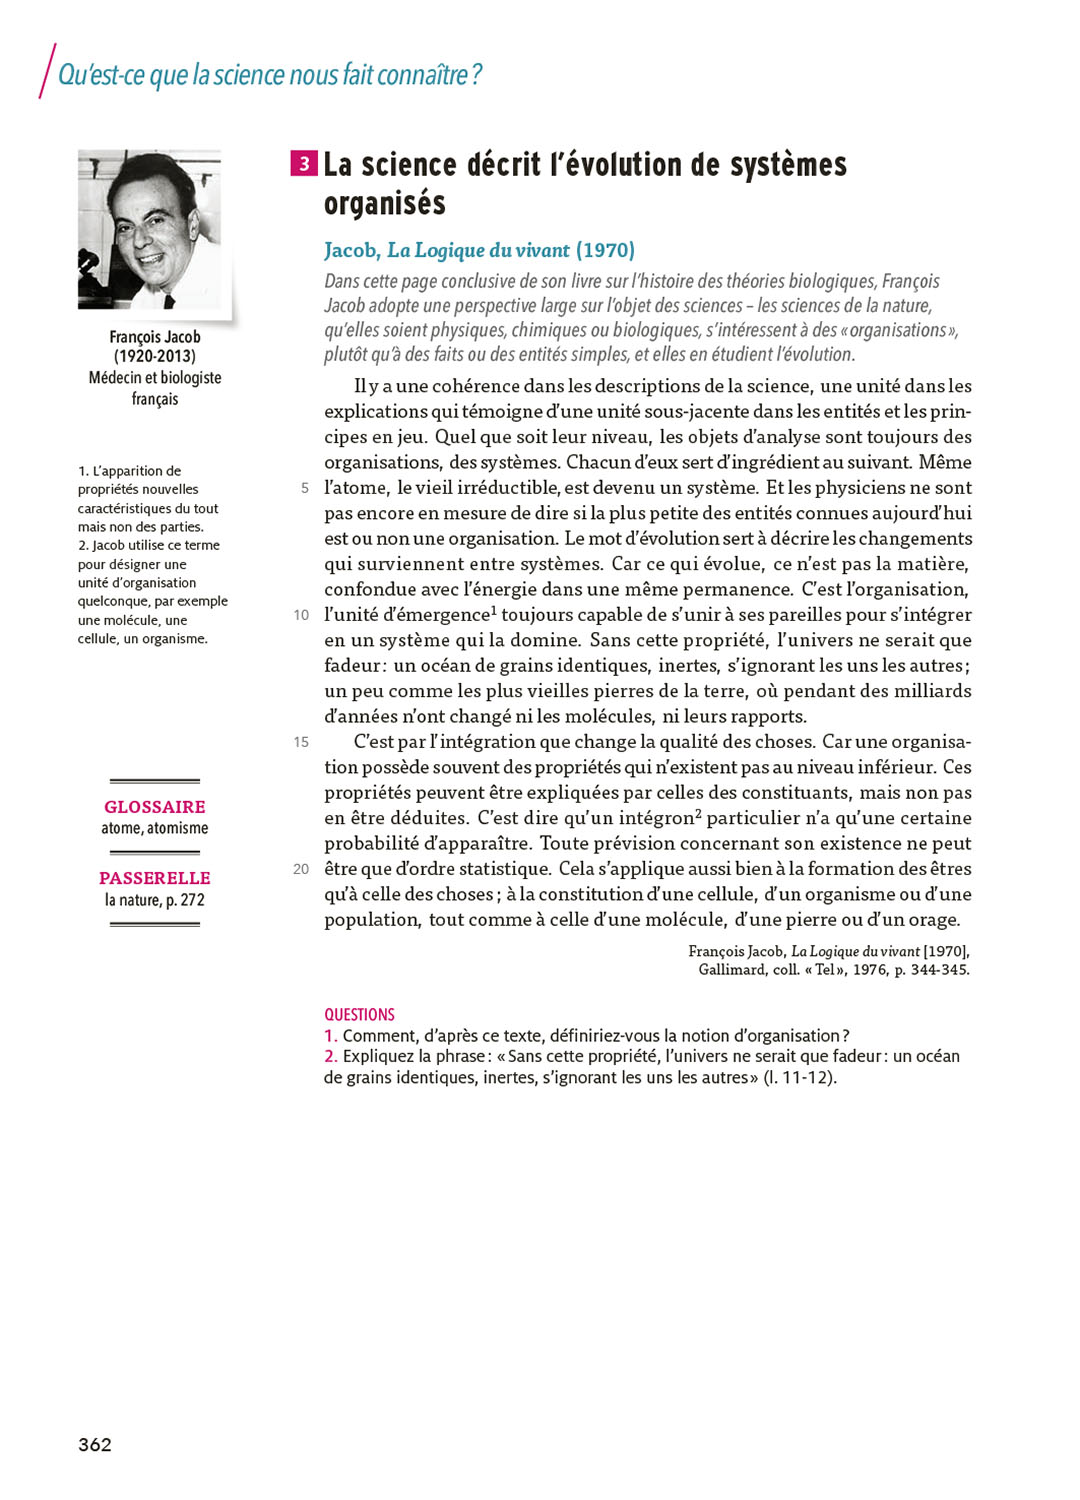 Qu'est-ce que la science nous fait connaître ?
François Jacob
(1920-2013)
Médecin et biologiste
français
1. L'apparition de
propriétés nouvelles
caractéristiques du tout
mais non des parties.
2. Jacob utilise ce terme
pour désigner une
unité d'organisation
quelconque, par exemple
une molécule, une
cellule, un organisme.
GLOSSAIRE
atome, atomisme
PASSERELLE
la nature, p. 272
3 La science décrit l'évolution de systèmes
organisés
Jacob, La Logique du vivant (1970)
Dans cette page conclusive de son livre sur l'histoire des théories biologiques, François
Jacob adopte une perspective large sur l'objet des sciences – les sciences de la nature,
qu'elles soient physiques, chimiques ou biologiques, s'intéressent à des « organisations »,
plutôt qu'à des faits ou des entités simples, et elles en étudient l'évolution.
Il y a une cohérence dans les descriptions de la science, une unité dans les
explications qui témoigne d'une unité sous-jacente dans les entités et les prin-
cipes en jeu. Quel que soit leur niveau, les objets d'analyse sont toujours des
organisations, des systèmes. Chacun d'eux sert d'ingrédient au suivant. Même
5 l'atome, le vieil irréductible, est devenu un système. Et les physiciens ne sont
pas encore en mesure de dire si la plus petite des entités connues aujourd'hui
est ou non une organisation. Le mot d'évolution sert à décrire les changements
qui surviennent entre systèmes. Car ce qui évolue, ce n'est pas la matière,
confondue avec l'énergie dans une même permanence. C'est l'organisation,
10 l'unité d'émergence¹ toujours capable de s'unir à ses pareilles pour s'intégrer
en un système qui la domine. Sans cette propriété, l'univers ne serait que
fadeur : un océan de grains identiques, inertes, s'ignorant les uns les autres ;
un peu comme les plus vieilles pierres de la terre, où pendant des milliards
d'années n'ont changé ni les molécules, ni leurs rapports.
15 C'est par l'intégration que change la qualité des choses. Car une organisa-
tion possède souvent des propriétés qui n'existent pas au niveau inférieur. Ces
propriétés peuvent être expliquées par celles des constituants, mais non pas
en être déduites. C'est dire qu'un intégron² particulier n'a qu'une certaine
probabilité d'apparaître. Toute prévision concernant son existence ne peut
20 être que d'ordre statistique. Cela s'applique aussi bien à la formation des êtres
qu'à celle des choses ; à la constitution d'une cellule, d'un organisme ou d'une
population, tout comme à celle d'une molécule, d'une pierre ou d'un orage.
François Jacob, La Logique du vivant [1970],
Gallimard, coll. « Tel », 1976, p. 344-345.
QUESTIONS
1. Comment, d'après ce texte, définiriez-vous la notion d'organisation ?
2. Expliquez la phrase : « Sans cette propriété, l'univers ne serait que fadeur : un océan
de grains identiques, inertes, s'ignorant les uns les autres » (l. 11-12).
362